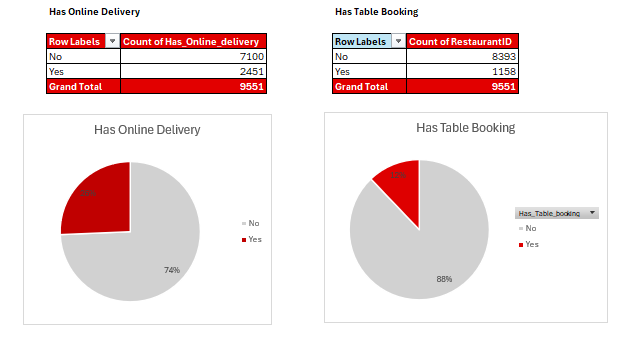 Has Online Delivery
Row Labels Count of Has_Online_delivery
No 7100
Yes 2451
Grand Total 9551
Has Table Booking
Row Labels Count of RestaurantID
No 8393
Yes 1158
Grand Total 9551
Has Online Delivery
74%
No
Yes
Has Table Booking
12%
88%
Has_Table_booking
No
Yes